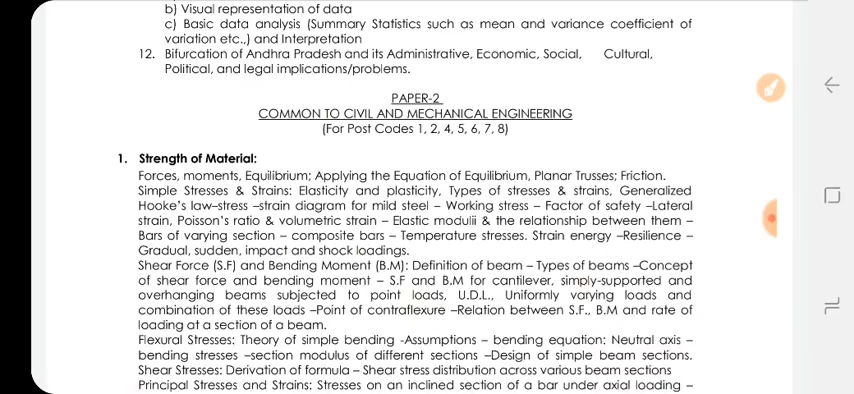 b) Visual representation of data
c) Basic data analysis (Summary Statistics such as mean and variance coefficient of
variation etc.,) and Interpretation
12. Bifurcation of Andhra Pradesh and its Administrative, Economic, Social, Cultural,
Political, and legal implications/problems.
PAPER-2
COMMON TO CIVIL AND MECHANICAL ENGINEERING
(For Post Codes 1, 2, 4, 5, 6, 7, 8)
1. Strength of Material:
Forces, moments, Equilibrium; Applying the Equation of Equilibrium, Planar Trusses; Friction.
Simple Stresses & Strains: Elasticity and plasticity, Types of stresses & strains, Generalized
Hooke's law–stress –strain diagram for mild steel – Working stress – Factor of safety –Lateral
strain, Poisson's ratio & volumetric strain – Elastic modulii & the relationship between them –
Bars of varying section – composite bars – Temperature stresses. Strain energy –Resilience –
Gradual, sudden, impact and shock loadings.
Shear Force (S.F) and Bending Moment (B.M): Definition of beam – Types of beams –Concept
of shear force and bending moment – S.F and B.M for cantilever, simply-supported and
overhanging beams subjected to point loads, U.D.L., Uniformly varying loads and
combination of these loads –Point of contraflexure –Relation between S.F., B.M and rate of
loading at a section of a beam.
Flexural Stresses: Theory of simple bending -Assumptions – bending equation: Neutral axis –
bending stresses –section modulus of different sections –Design of simple beam sections.
Shear Stresses: Derivation of formula – Shear stress distribution across various beam sections
Principal Stresses and Strains: Stresses on an inclined section of a bar under axial loading –